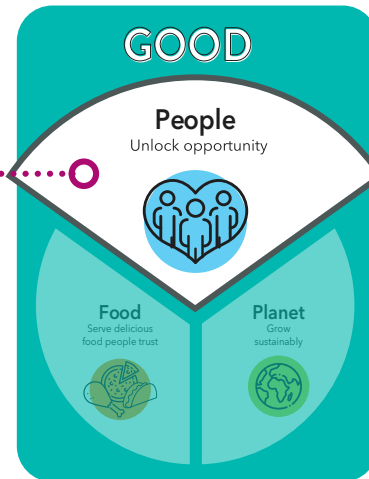 GOOD
People
Unlock opportunity
Food
Serve delicious
food people trust
Planet
Grow
sustainably